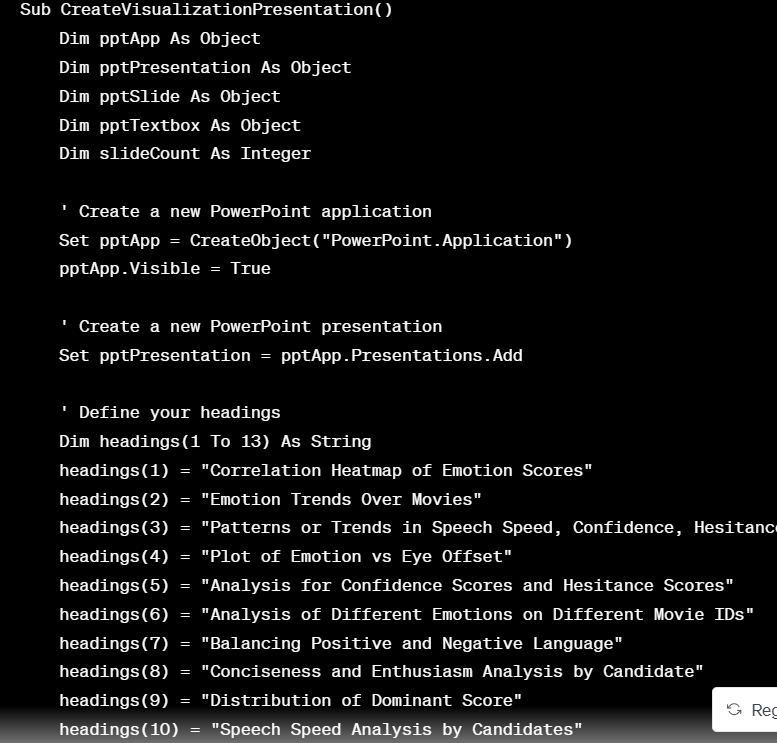 Sub CreateVisualizationPresentation()
Dim pptApp As Object
Dim pptPresentation As Object
Dim pptSlide As Object
Dim pptTextbox As Object
Dim slideCount As Integer
' Create a new PowerPoint application
Set pptApp = CreateObject("PowerPoint.Application")
pptApp.Visible = True
' Create a new PowerPoint presentation
Set pptPresentation = pptApp.Presentations.Add
' Define your headings
Dim headings(1 To 13) As String
headings(1) = "Correlation Heatmap of Emotion Scores"
headings(2) = "Emotion Trends Over Movies"
headings(3) = "Patterns or Trends in Speech Speed, Confidence, Hesitance
headings(4) = "Plot of Emotion vs Eye Offset"
headings(5) = "Analysis for Confidence Scores and Hesitance Scores"
headings(6) = "Analysis of Different Emotions on Different Movie IDs"
headings(7) = "Balancing Positive and Negative Language"
headings(8) = "Conciseness and Enthusiasm Analysis by Candidate"
headings(9) = "Distribution of Dominant Score"
Reg
headings(10) = "Speech Speed Analysis by Candidates"